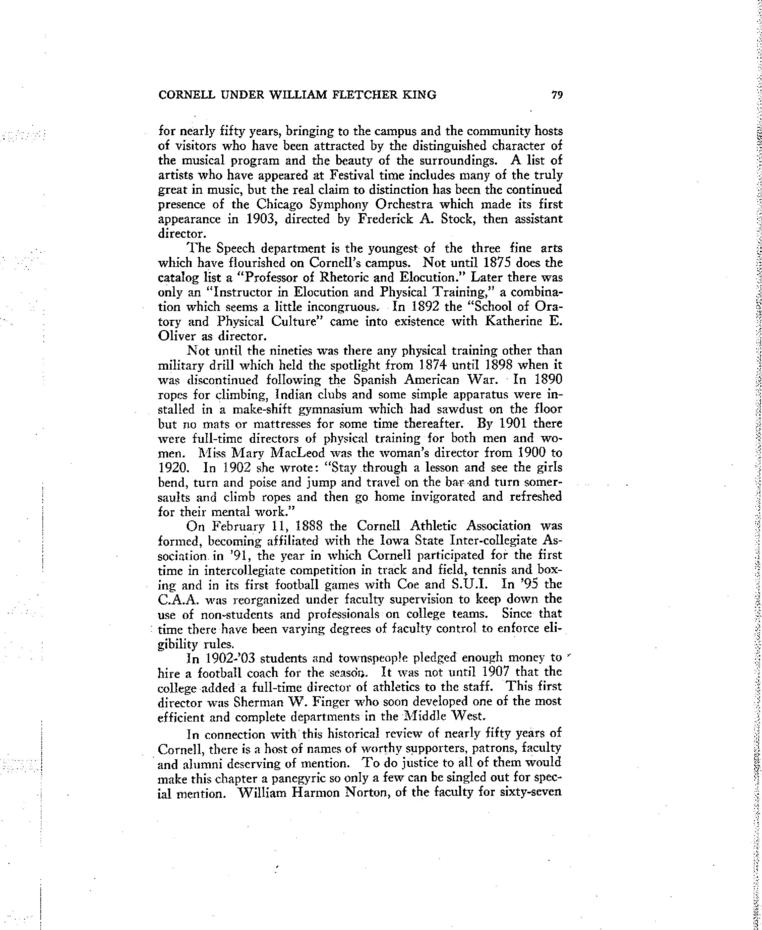 CORNELL UNDER WILLIAM FLETCHER KING 79
for nearly fifty years, bringing to the campus and the community hosts
of visitors who have been attracted by the distinguished character of
the musical program and the beauty of the surroundings. A list of
artists who have appeared at Festival time includes many of the truly
great in music, but the real claim to distinction has been the continued
presence of the Chicago Symphony Orchestra which made its first
appearance in 1903, directed by Frederick A. Stock, then assistant
director.
The Speech department is the youngest of the three fine arts
which have flourished on Cornell's campus. Not until 1875 does the
catalog list a "Professor of Rhetoric and Elocution." Later there was
only an "Instructor in Elocution and Physical Training," a combina-
tion which seems a little incongruous. In 1892 the "School of Ora-
tory and Physical Culture" came into existence with Katherine E.
Oliver as director.
Not until the nineties was there any physical training other than
military drill which held the spotlight from 1874 until 1898 when it
was discontinued following the Spanish American War. In 1890
ropes for climbing, Indian clubs and some simple apparatus were in-
stalled in a make-shift gymnasium which had sawdust on the floor
but no mats or mattresses for some time thereafter. By 1901 there
were full-time directors of physical training for both men and wo-
men. Miss Mary MacLeod was the woman's director from 1900 to
1920. In 1902 she wrote: "Stay through a lesson and see the girls
bend, turn and poise and jump and travel on the bar and turn somer-
saults and climb ropes and then go home invigorated and refreshed
for their mental work."
On February 11, 1888 the Cornell Athletic Association was
formed, becoming affiliated with the Iowa State Inter-collegiate As-
sociation in '91, the year in which Cornell participated for the first
time in intercollegiate competition in track and field, tennis and box-
ing and in its first football games with Coe and S.U.I. In '95 the
C.A.A. was reorganized under faculty supervision to keep down the
use of non-students and professionals on college teams. Since that
time there have been varying degrees of faculty control to enforce eli-
gibility rules.
In 1902-'03 students and townspeople pledged enough money to
hire a football coach for the season. It was not until 1907 that the
college added a full-time director of athletics to the staff. This first
director was Sherman W. Finger who soon developed one of the most
efficient and complete departments in the Middle West.
In connection with this historical review of nearly fifty years of
Cornell, there is a host of names of worthy supporters, patrons, faculty
and alumni deserving of mention. To do justice to all of them would
make this chapter a panegyric so only a few can be singled out for spec-
ial mention. William Harmon Norton, of the faculty for sixty-seven